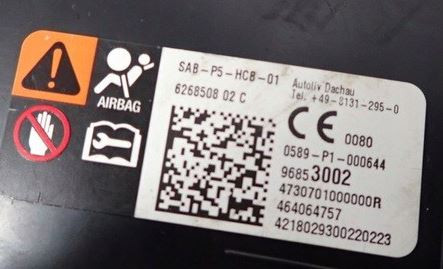 AIRBAG
SAB-P5-HCB-01
6268508 02 C
Autoliv Dachau
Tel: +49-8131-295-0
CE 0080
0589-P1-000644
96853002
4730701000000R
464064757
4218029300220223